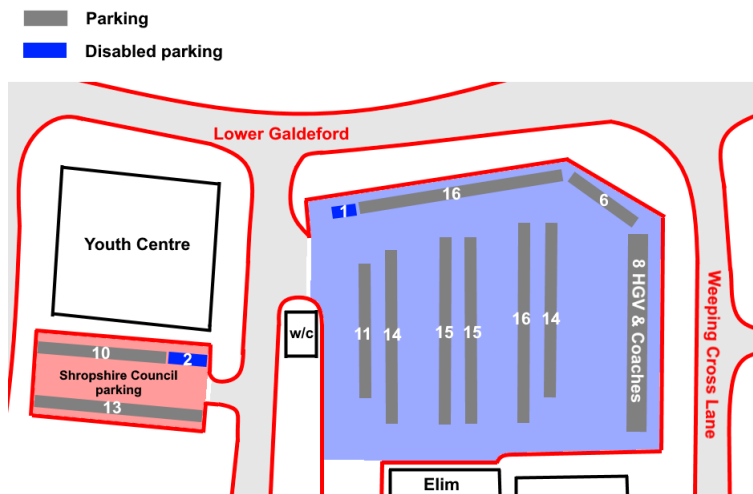 Parking
Disabled parking
Lower Galdeford
1
16
6
Youth Centre
8 HGV & Coaches
Weeping Cross Lane
w/c
11
14
15
15
16
14
10
2
Shropshire Council
parking
13
Elim